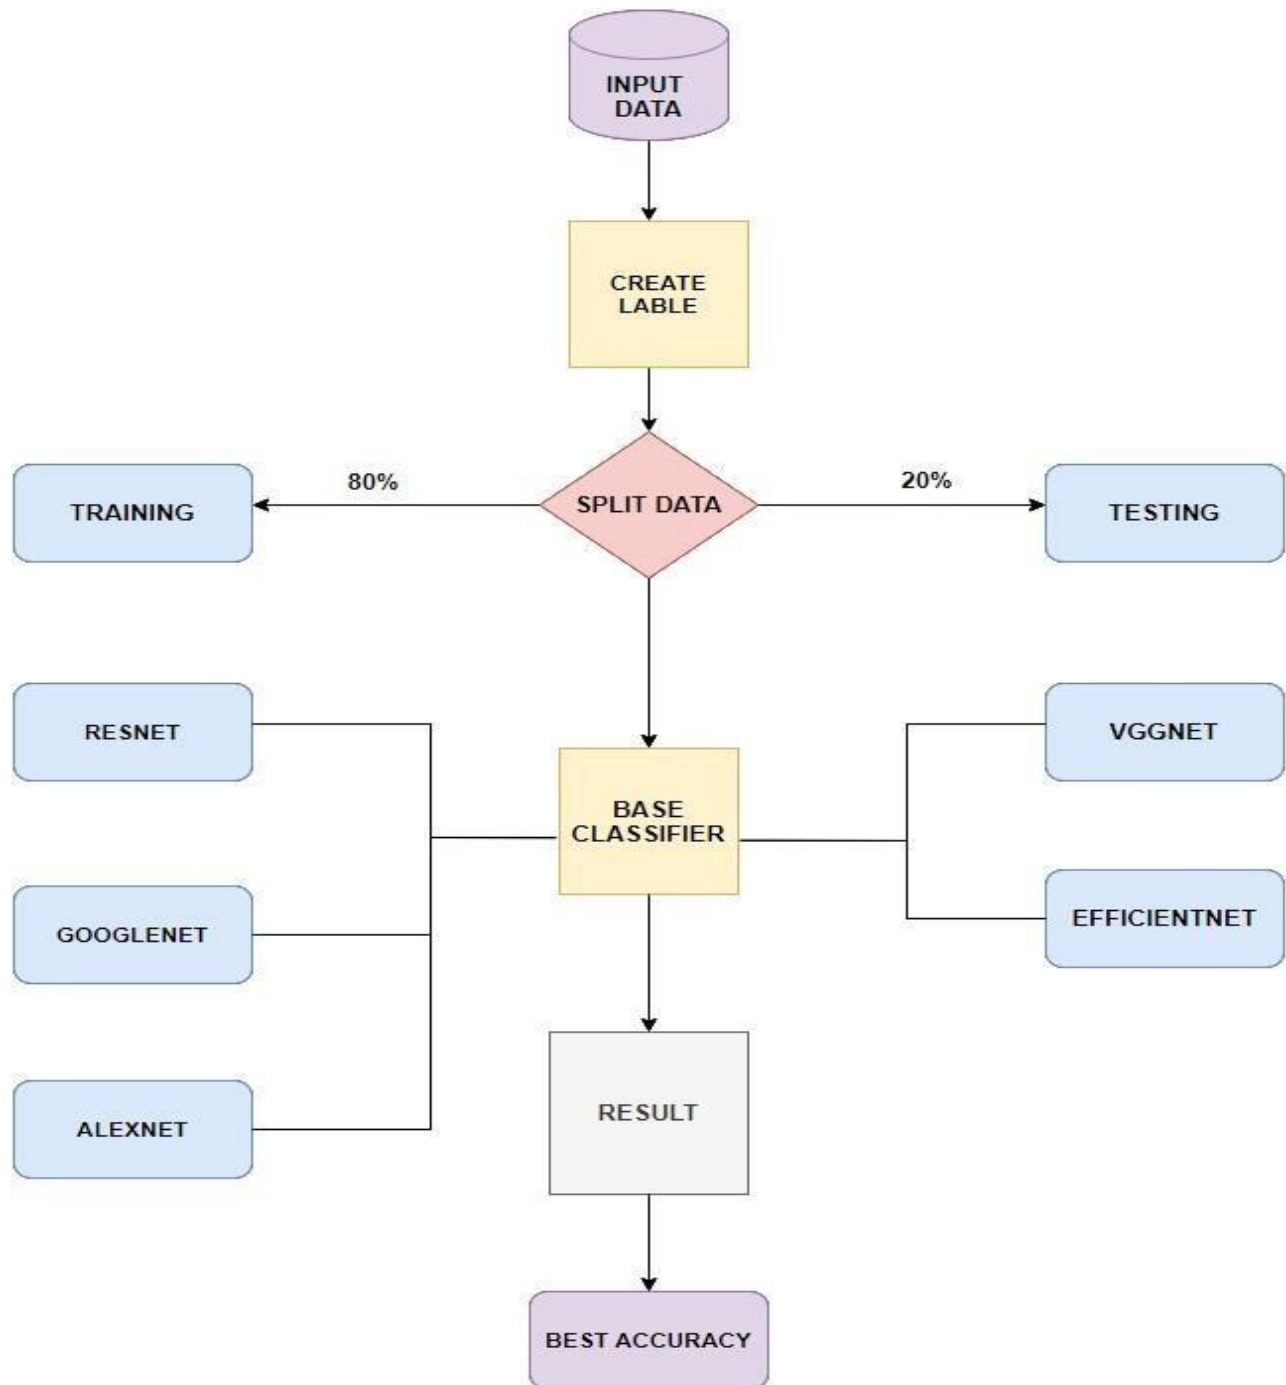 INPUT
DATA
CREATE
LABLE
80%
20%
TRAINING
SPLIT DATA
TESTING
RESNET
VGGNET
BASE
CLASSIFIER
GOOGLENET
EFFICIENTNET
RESULT
ALEXNET
BEST ACCURACY